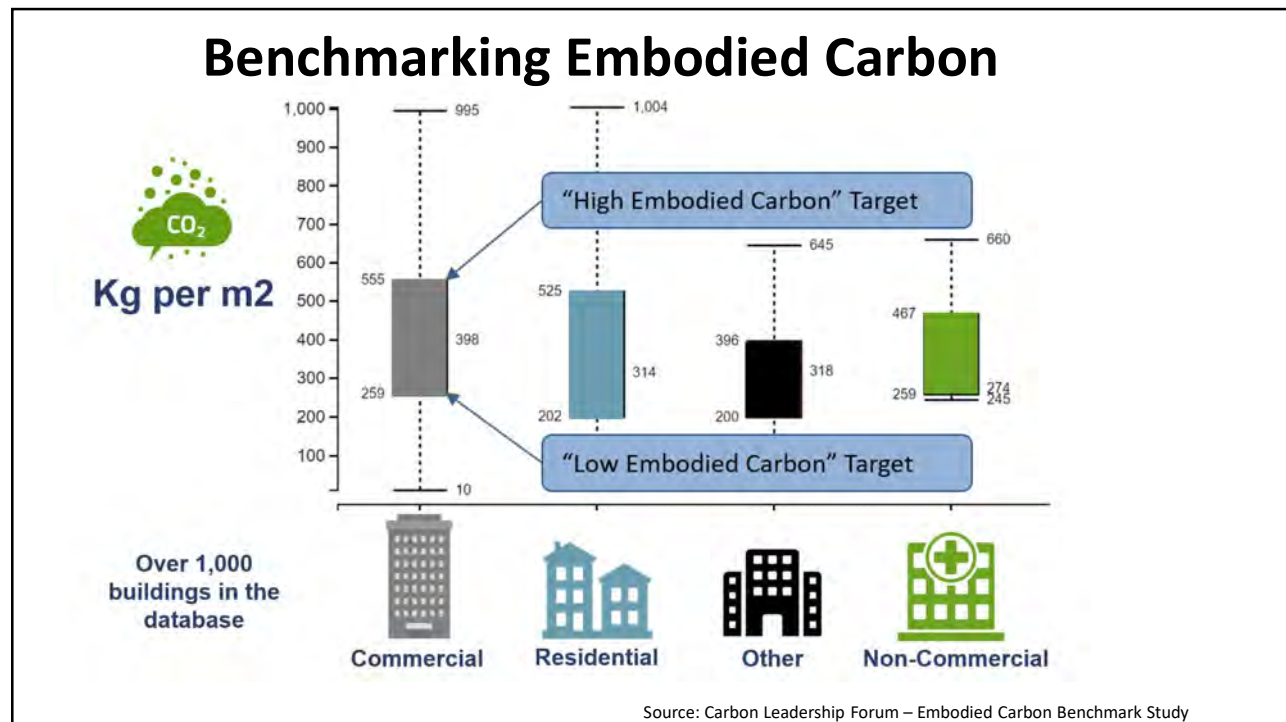 Benchmarking Embodied Carbon
CO₂
Kg per m2
1,000
900
800
700
600
500
400
300
200
100
995
555
398
259
10
1,004
525
314
202
645
396
318
200
660
467
274
259
245
“High Embodied Carbon” Target
“Low Embodied Carbon” Target
Over 1,000
buildings in the
database
Commercial
Residential
Other
Non-Commercial
Source: Carbon Leadership Forum – Embodied Carbon Benchmark Study